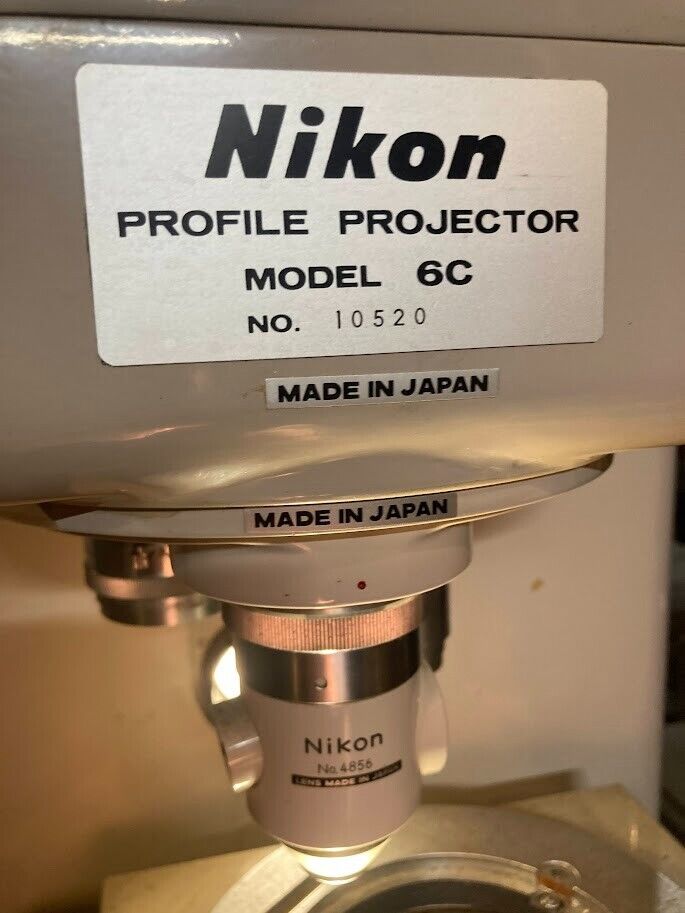 Nikon
PROFILE PROJECTOR
MODEL 6C
NO. 10520
MADE IN JAPAN
MADE IN JAPAN
Nikon
No.4856
LENS MADE IN JAPAN